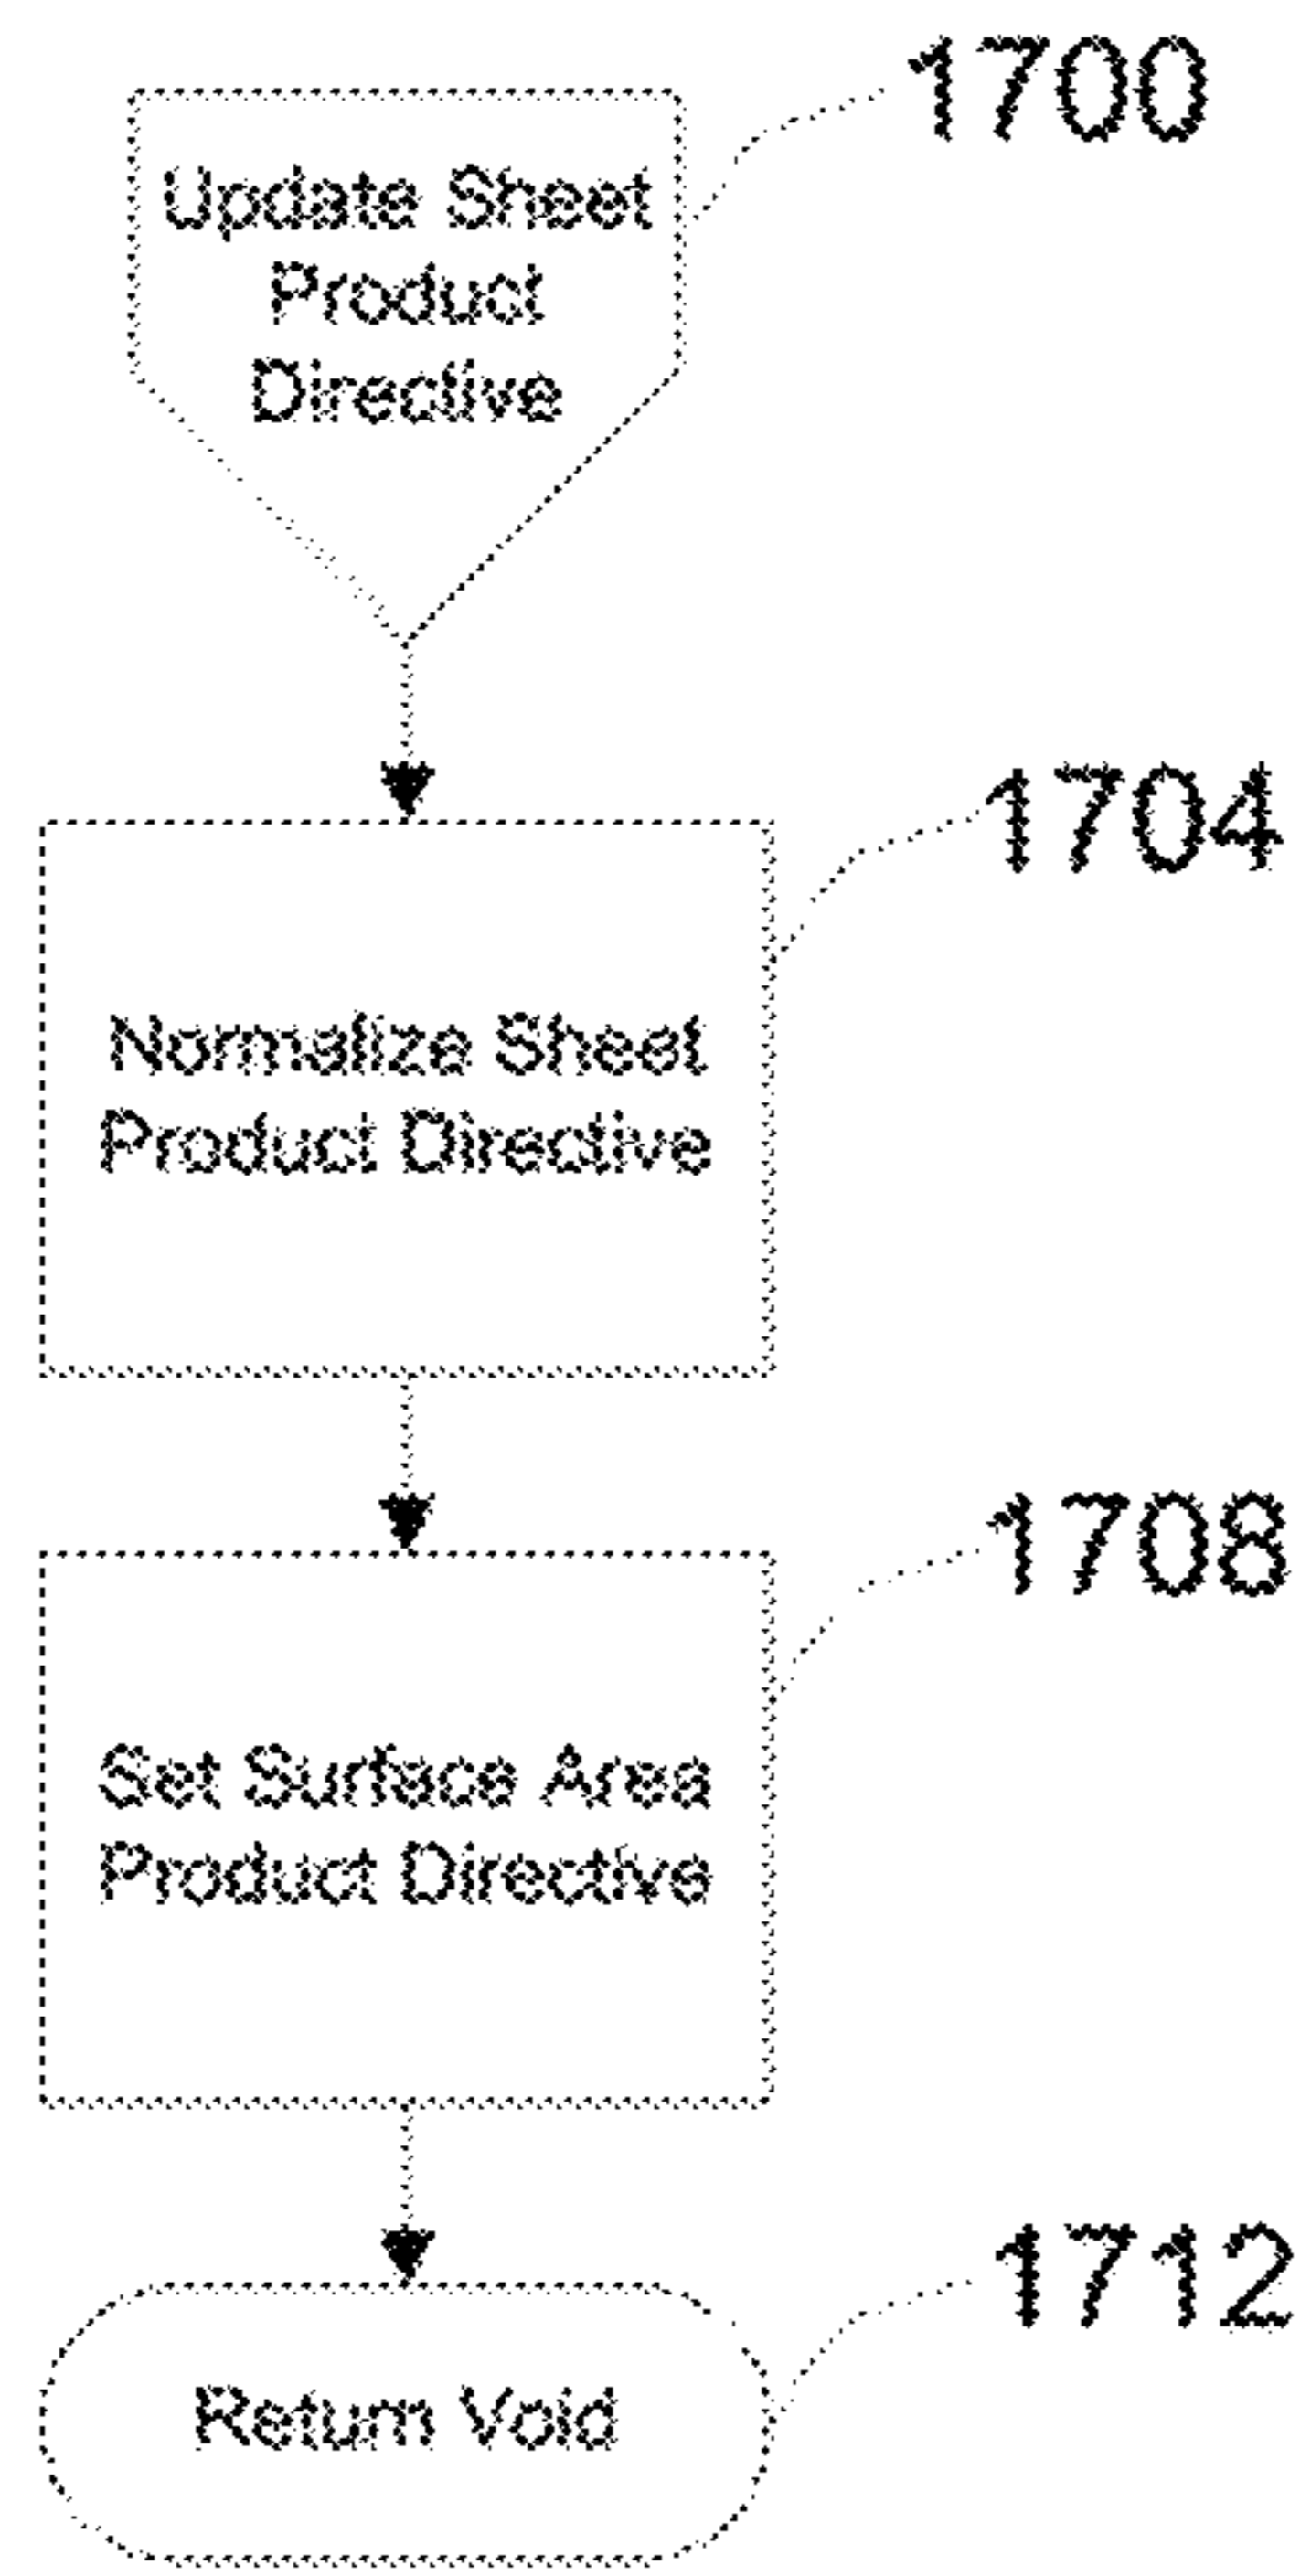 1700
Update Sheet
Product
Directive
1704
Normalize Sheet
Product Directive
1708
Set Surface Area
Product Directive
1712
Return Void